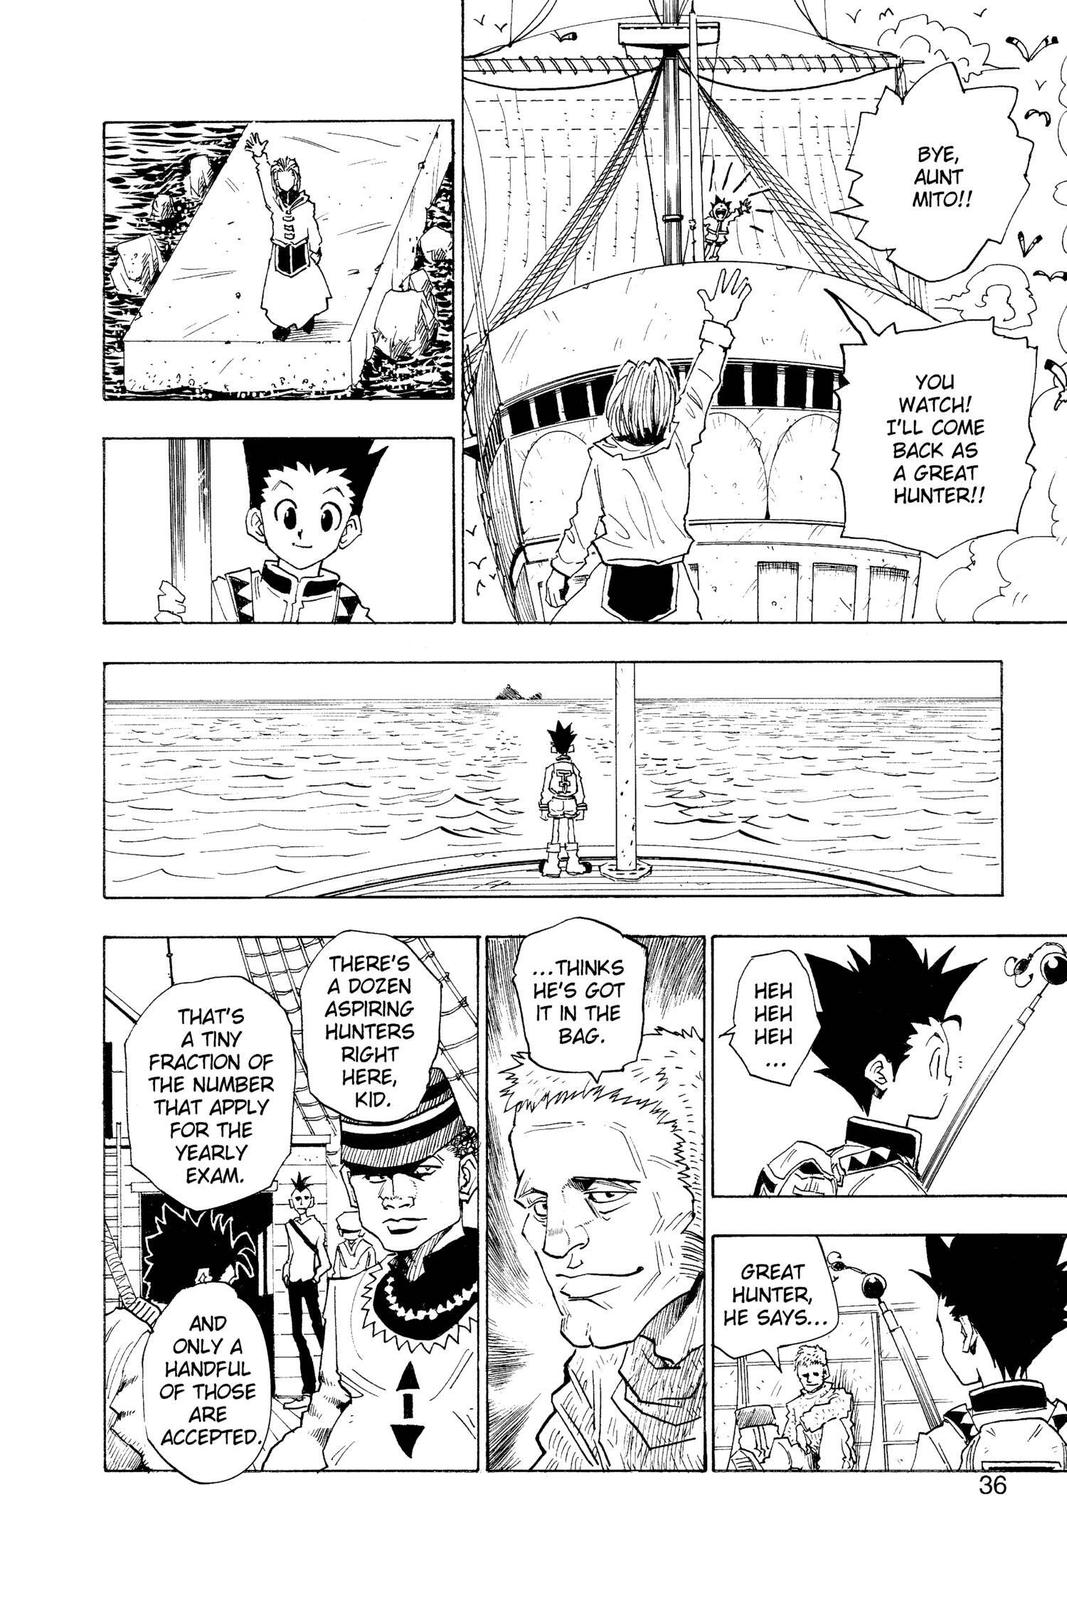 BYE,
AUNT
MITO!!
YOU
WATCH!
I'LL COME
BACK AS
A GREAT
HUNTER!!
HEH
HEH
HEH
...
GREAT
HUNTER,
HE SAYS...
...THINKS
HE'S GOT
IT IN THE
BAG.
THERE'S
A DOZEN
ASPIRING
HUNTERS
RIGHT
HERE,
KID.
THAT'S
A TINY
FRACTION OF
THE NUMBER
THAT APPLY
FOR THE
YEARLY
EXAM.
AND
ONLY A
HANDFUL
OF THOSE
ARE
ACCEPTED.
36